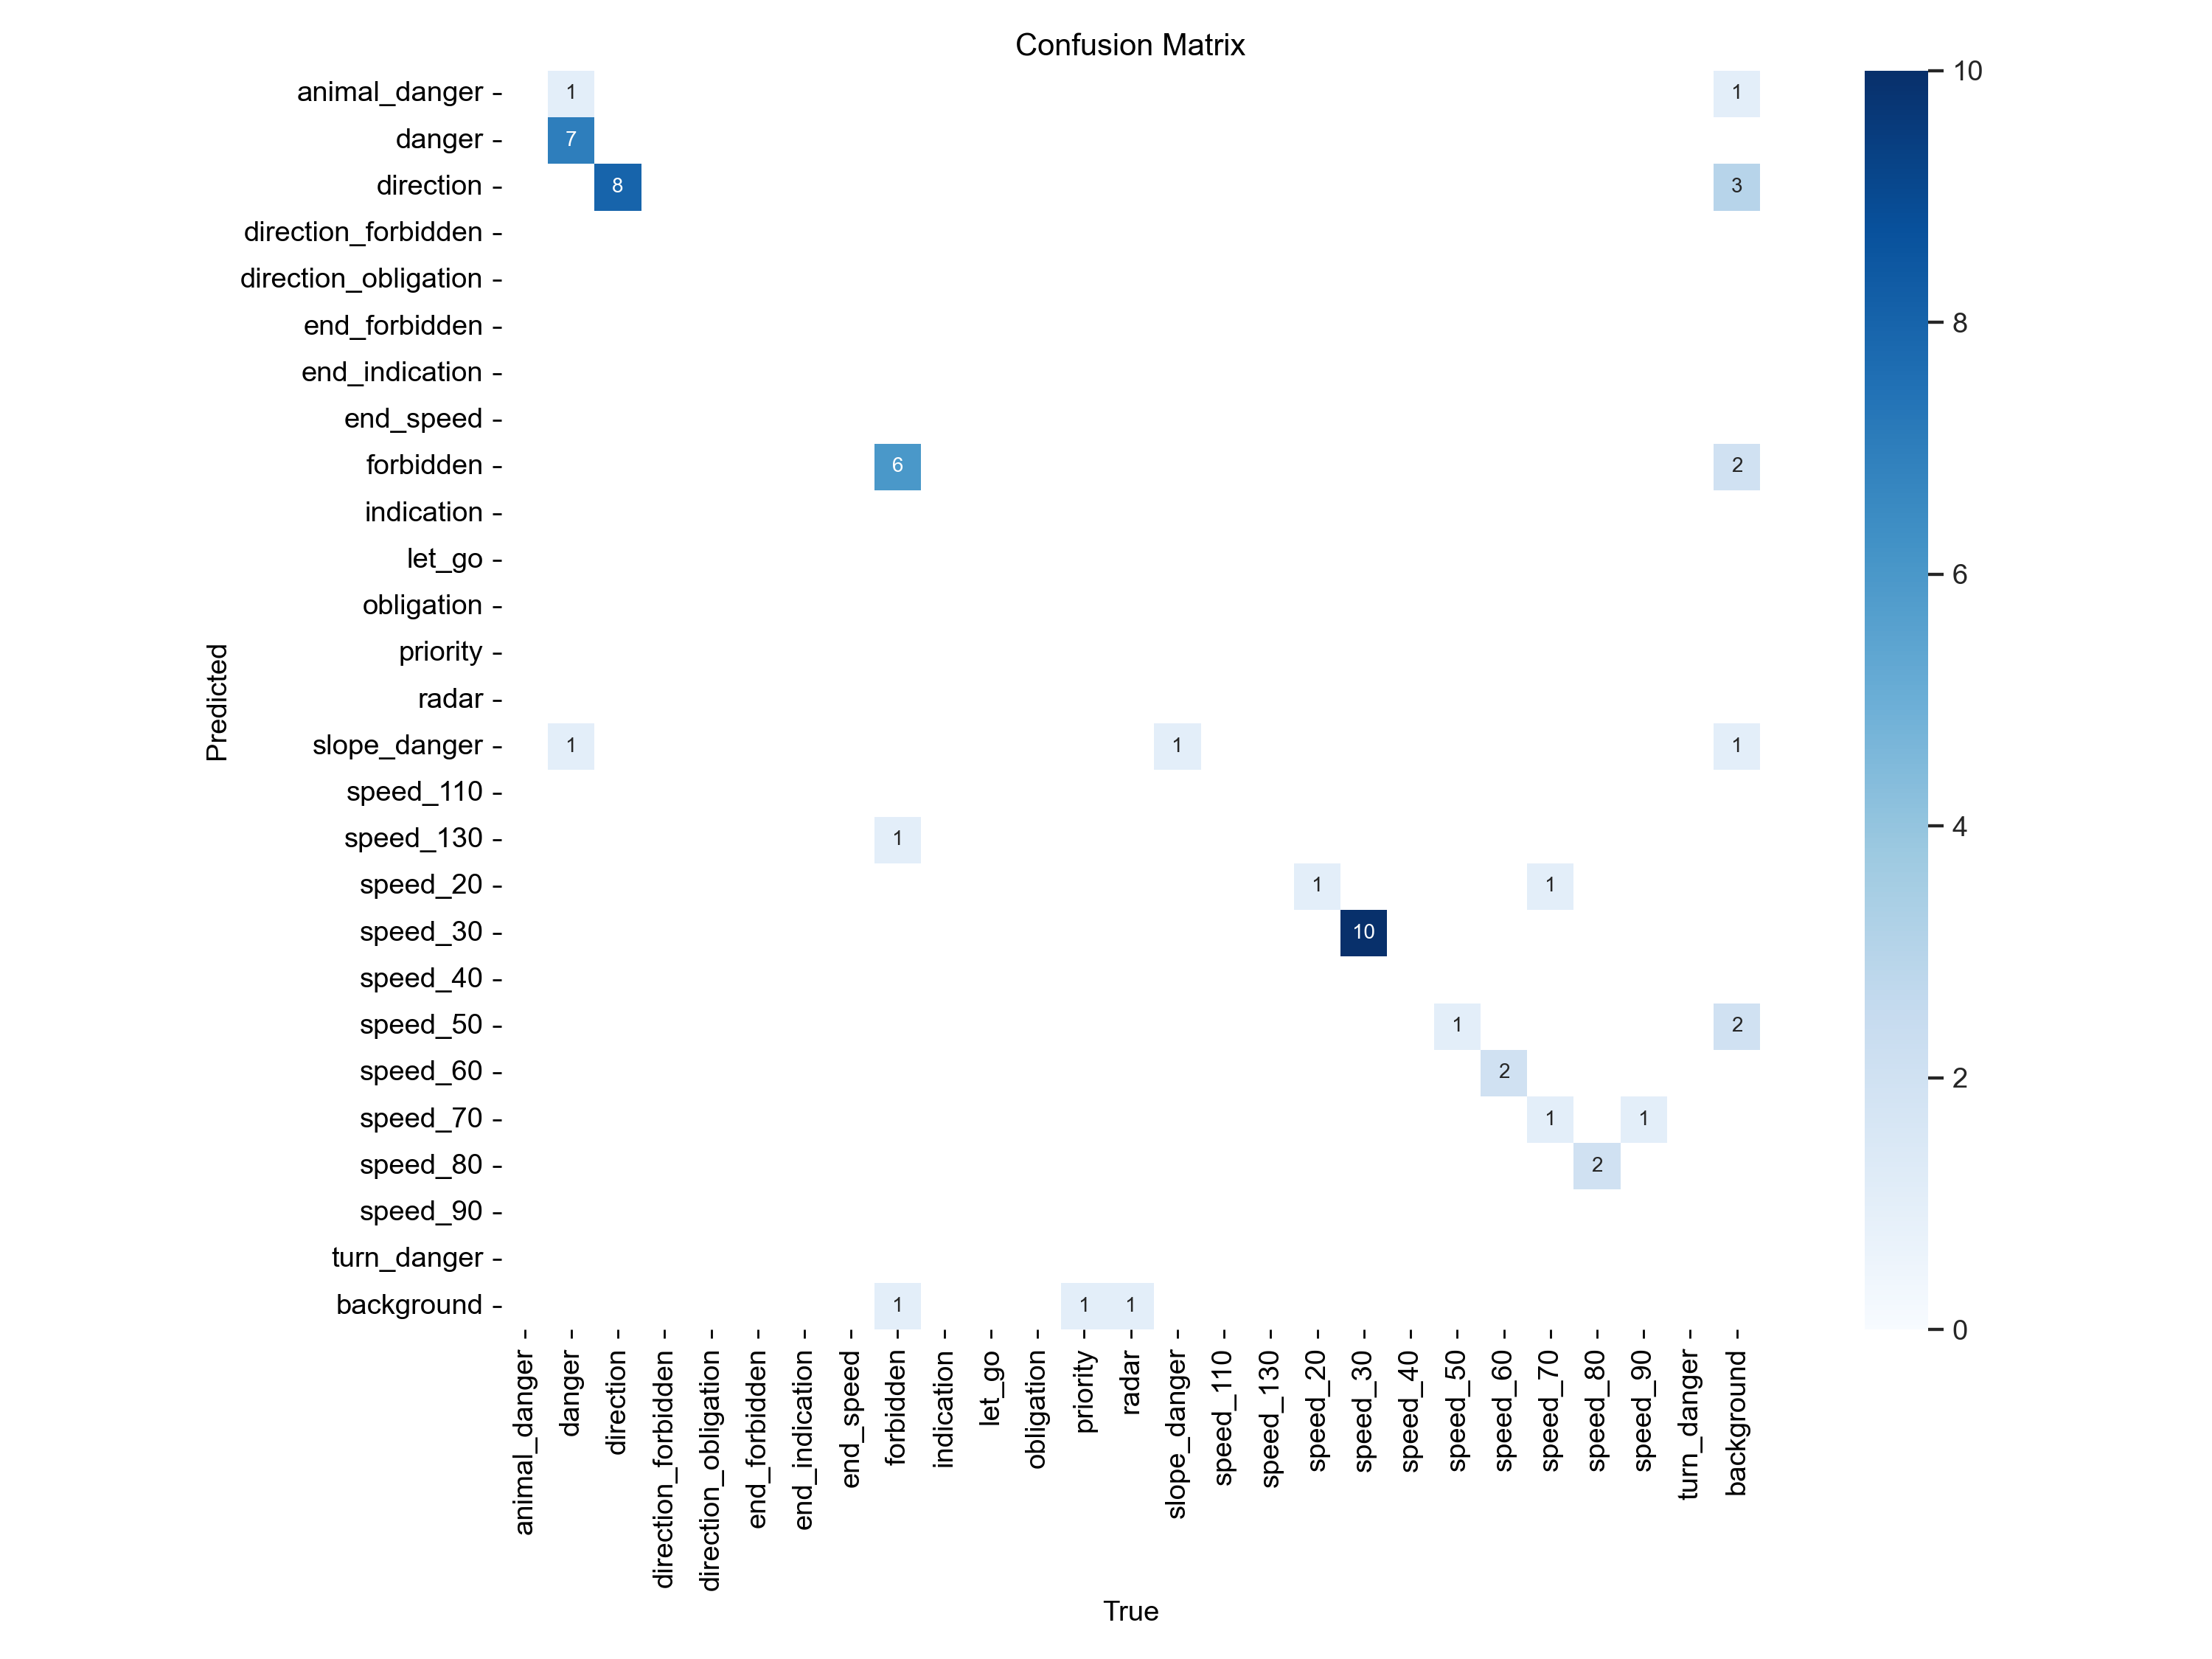 Confusion Matrix
animal_danger 1 1
danger 7
direction 8 3
direction_forbidden
direction_obligation
end_forbidden
end_indication
end_speed
forbidden 6 2
indication
let_go
obligation
priority
radar
slope_danger 1 1 1
speed_110
speed_130 1
speed_20 1 1
speed_30 10
speed_40
speed_50 1 2
speed_60 2
speed_70 1 1
speed_80 2
speed_90
turn_danger
background 1 1 1
Predicted
animal_danger
danger
direction
direction_forbidden
direction_obligation
end_forbidden
end_indication
end_speed
forbidden
indication
let_go
obligation
priority
radar
slope_danger
speed_110
speed_130
speed_20
speed_30
speed_40
speed_50
speed_60
speed_70
speed_80
speed_90
turn_danger
background
True
10
8
6
4
2
0